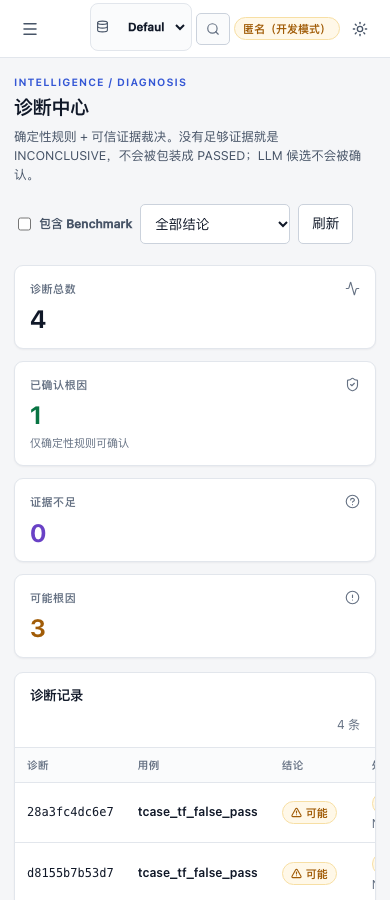 Defaul
匿名（开发模式）
INTELLIGENCE / DIAGNOSIS
诊断中心
确定性规则 + 可信证据裁决。没有足够证据就是
INCONCLUSIVE，不会被包装成 PASSED；LLM 候选不会被确
认。
包含 Benchmark
全部结论
刷新
诊断总数
4
已确认根因
1
仅确定性规则可确认
证据不足
0
可能根因
3
诊断记录
4 条
诊断 用例 结论
28a3fc4dc6e7 tcase_tf_false_pass 可能
d8155b7b53d7 tcase_tf_false_pass 可能